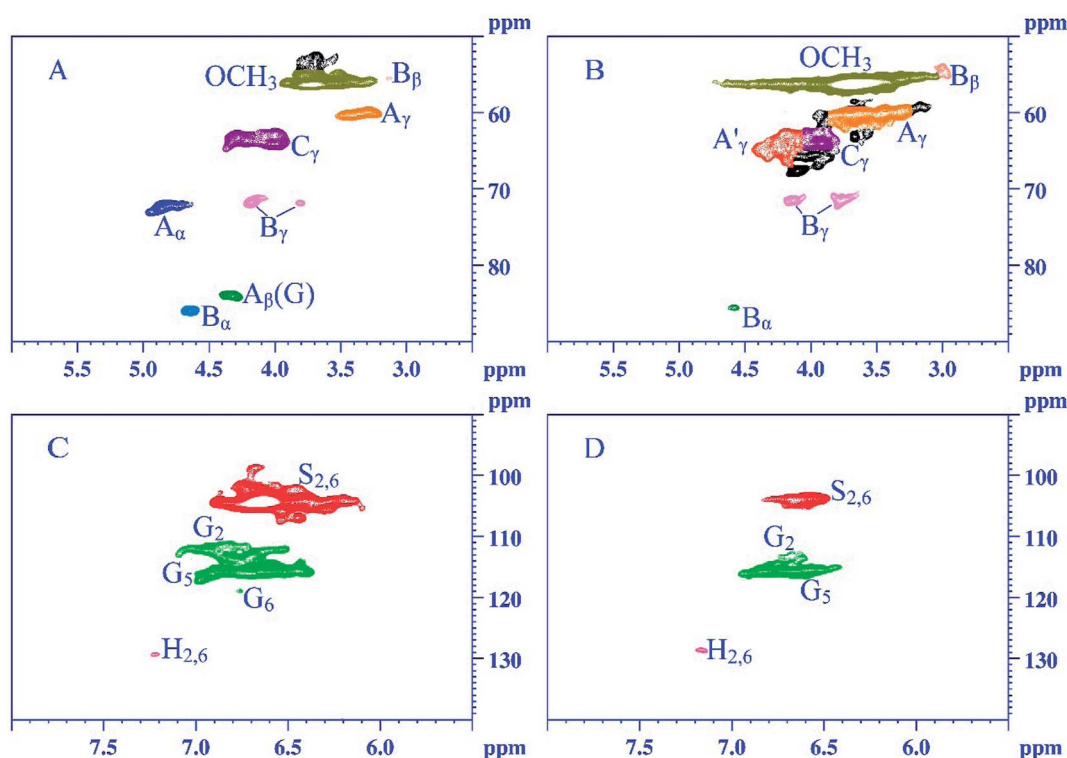 ppm
A
OCH₃
Bβ
Aγ
Cγ
Aα
Bγ
Aβ(G)
Bα
60
70
80
5.5 5.0 4.5 4.0 3.5 3.0
ppm
ppm
B
OCH₃
Bβ
Aγ
A'γ
Cγ
Bγ
Bα
60
70
80
5.5 5.0 4.5 4.0 3.5 3.0
ppm
ppm
C
S₂,₆
G₂
G₅
G₆
H₂,₆
100
110
120
130
7.5 7.0 6.5 6.0
ppm
ppm
D
S₂,₆
G₂
G₅
H₂,₆
100
110
120
130
7.5 7.0 6.5 6.0
ppm